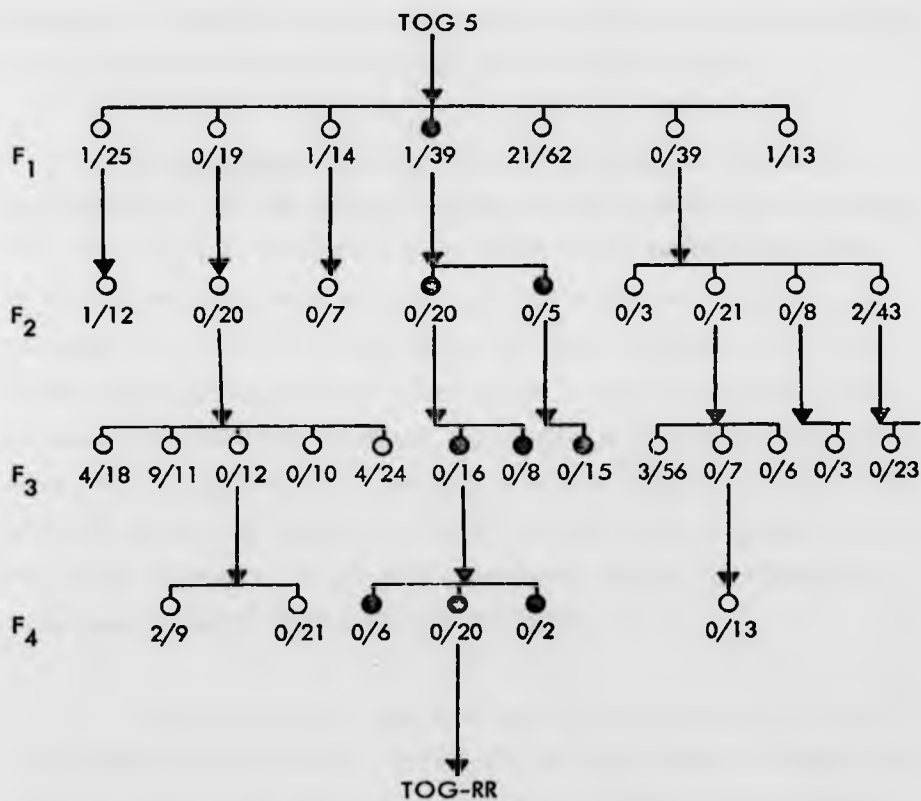 TOG 5
F1 1/25 0/19 1/14 1/39 21/62 0/39 1/13
F2 1/12 0/20 0/7 0/20 0/5 0/3 0/21 0/8 2/43
F3 4/18 9/11 0/12 0/10 4/24 0/16 0/8 0/15 3/56 0/7 0/6 0/3 0/23
F4 2/9 0/21 0/6 0/20 0/2 0/13
TOG-RR